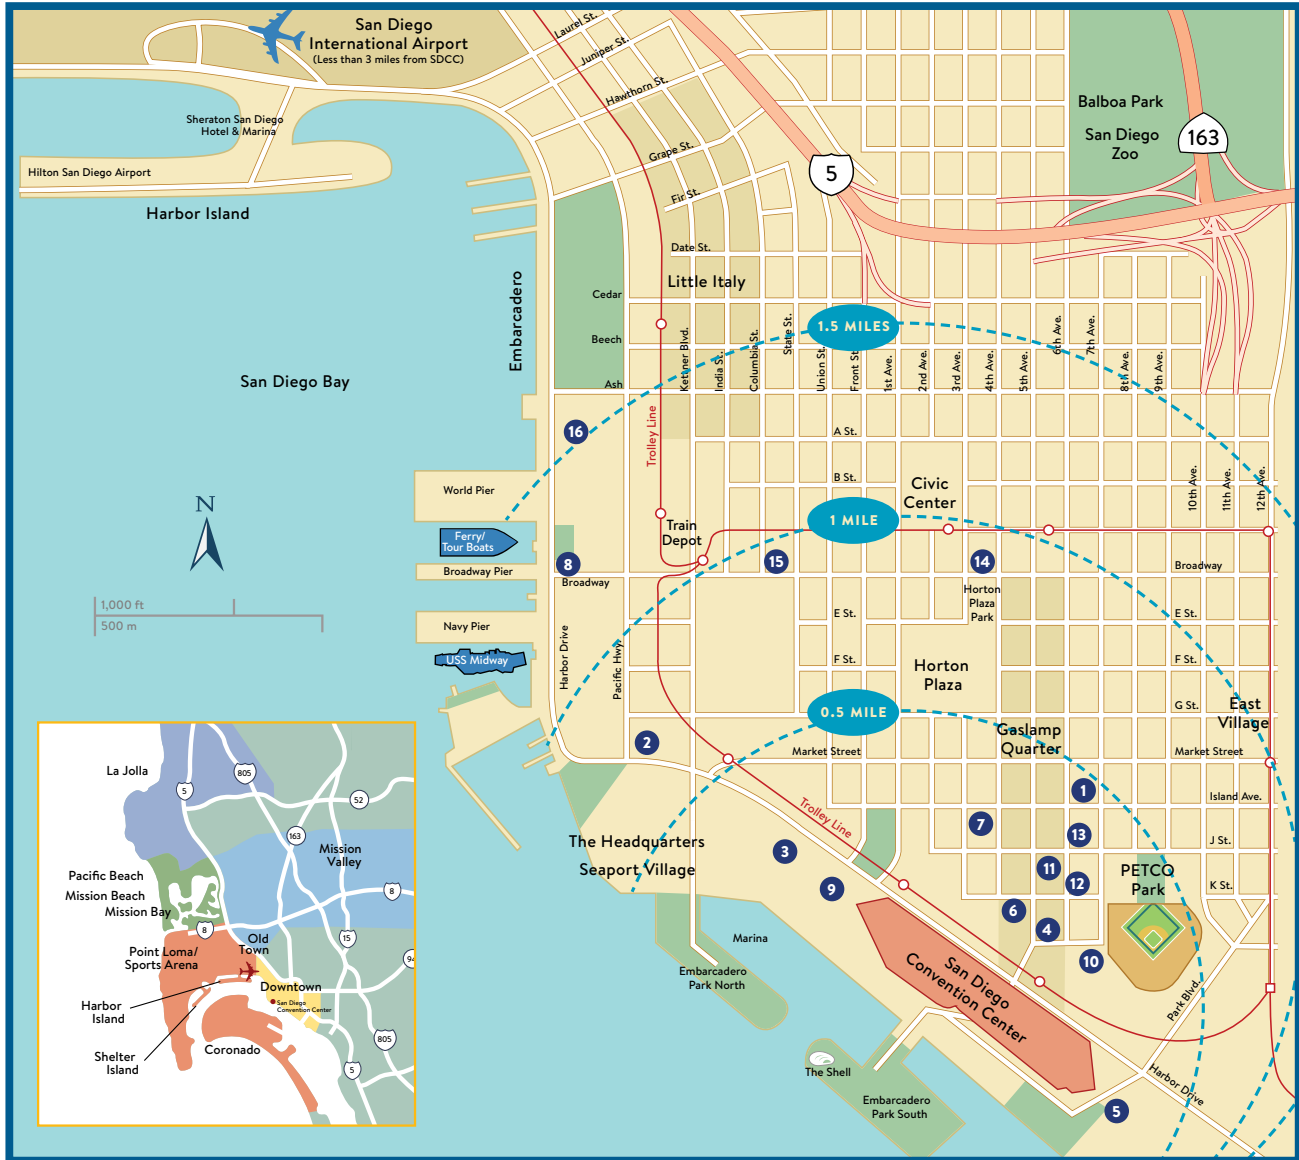 San Diego
International Airport
(Less than 3 miles from SDCC)
Laurel St.
Juniper St.
Hawthorn St.
Grape St.
Fir St.
Date St.
Little Italy
Cedar
Beech
Ash
Sheraton San Diego
Hotel & Marina
Hilton San Diego Airport
Harbor Island
Balboa Park
San Diego
Zoo
163
5
Embarcadero
San Diego Bay
1.5 MILES
Kettner Blvd.
India St.
Columbia St.
State St.
Union St.
Front St.
1st Ave.
2nd Ave.
3rd Ave.
4th Ave.
5th Ave.
6th Ave.
7th Ave.
8th Ave.
9th Ave.
10th Ave.
11th Ave.
12th Ave.
Trolley Line
16
A St.
B St.
Civic
Center
World Pier
N
Ferry/
Tour Boats
Broadway Pier
Navy Pier
USS Midway
1,000 ft
500 m
Train
Depot
1 MILE
8
15
14
Broadway
Broadway
Horton
Plaza
Park
E St.
E St.
F St.
F St.
Harbor Drive
Pacific Hwy.
Horton
Plaza
G St.
East
Village
0.5 MILE
Gaslamp
Quarter
2
Market Street
Market Street
1
Island Ave.
Trolley Line
7
13
J St.
The Headquarters
Seaport Village
3
9
11
12
PETCO
Park
K St.
6
4
10
Marina
Embarcadero
Park North
San Diego
Convention Center
Park Blvd.
The Shell
Embarcadero
Park South
Harbor Drive
5
La Jolla
5
805
52
163
Mission
Valley
Pacific Beach
Mission Beach
Mission Bay
8
8
15
94
Old
Town
Point Loma/
Sports Arena
Downtown
San Diego
Convention Center
Harbor
Island
Shelter
Island
Coronado
805
5